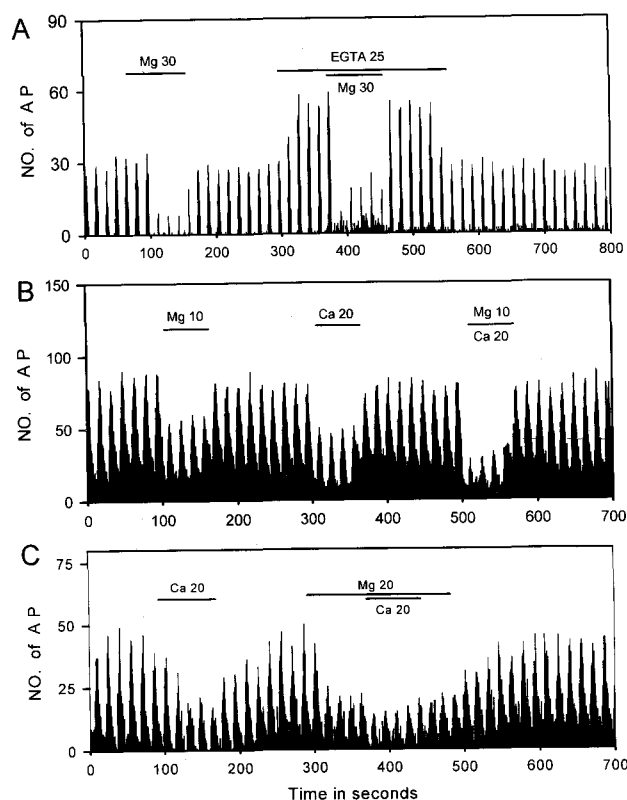 A
NO. of A P
90
60
30
0
Mg 30
EGTA 25
Mg 30
0 100 200 300 400 500 600 700 800
B
NO. of A P
150
100
50
0
Mg 10
Ca 20
Mg 10
Ca 20
0 100 200 300 400 500 600 700
C
NO. of A P
75
50
25
0
Ca 20
Mg 20
Ca 20
0 100 200 300 400 500 600 700
Time in seconds